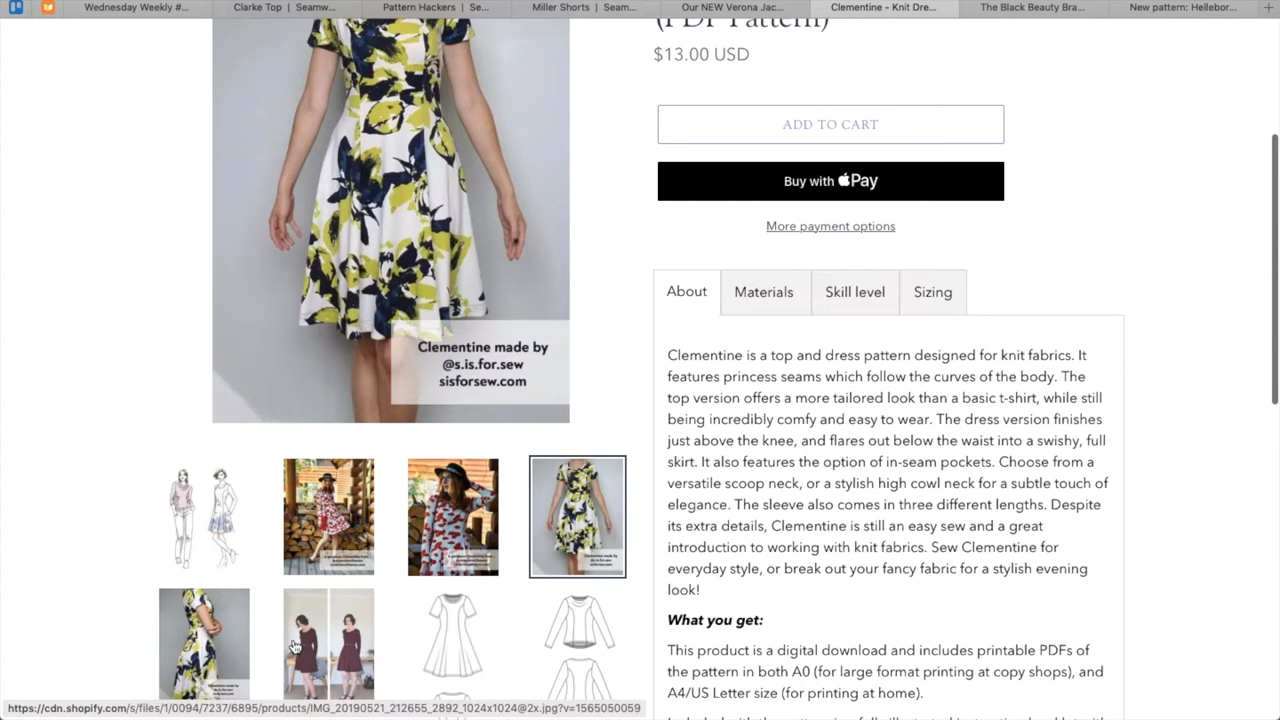 Wednesday Weekly #...
Clarke Top | Seamw...
Pattern Hackers | Se...
Miller Shorts | Seam...
Our NEW Verona Jac...
Clementine - Knit Dre...
The Black Beauty Bra...
New pattern: Hellebor...
(PDF Pattern)
$13.00 USD
ADD TO CART
Buy with Pay
More payment options
About
Materials
Skill level
Sizing
Clementine made by
@s.is.for.sew
sisforsew.com
Clementine is a top and dress pattern designed for knit fabrics. It
features princess seams which follow the curves of the body. The
top version offers a more tailored look than a basic t-shirt, while still
being incredibly comfy and easy to wear. The dress version finishes
just above the knee, and flares out below the waist into a swishy, full
skirt. It also features the option of in-seam pockets. Choose from a
versatile scoop neck, or a stylish high cowl neck for a subtle touch of
elegance. The sleeve also comes in three different lengths. Despite
its extra details, Clementine is still an easy sew and a great
introduction to working with knit fabrics. Sew Clementine for
everyday style, or break out your fancy fabric for a stylish evening
look!
What you get:
This product is a digital download and includes printable PDFs of
the pattern in both A0 (for large format printing at copy shops), and
A4/US Letter size (for printing at home).
https://cdn.shopify.com/s/files/1/0094/7237/6895/products/IMG_20190521_212655_2892_1024x1024@2x.jpg?v=1565050059